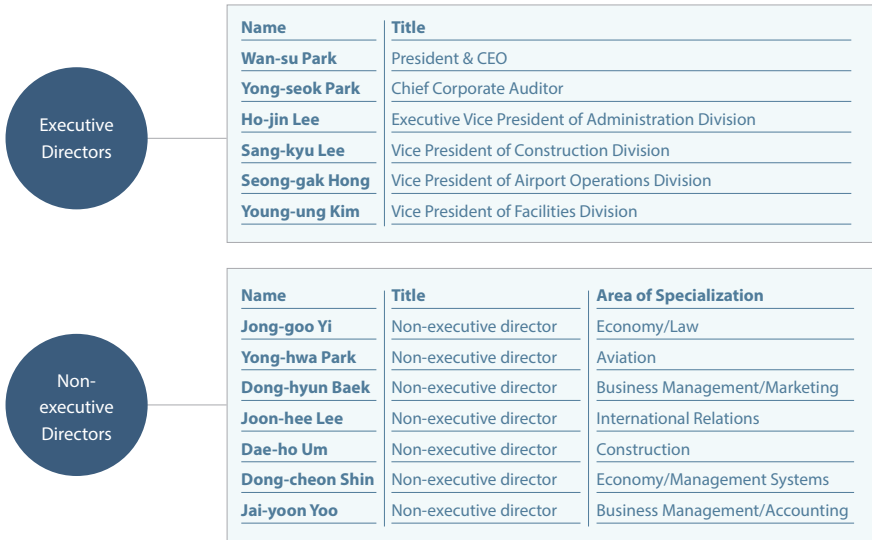 Executive
Directors
Name Title
Wan-su Park President & CEO
Yong-seok Park Chief Corporate Auditor
Ho-jin Lee Executive Vice President of Administration Division
Sang-kyu Lee Vice President of Construction Division
Seong-gak Hong Vice President of Airport Operations Division
Young-ung Kim Vice President of Facilities Division
Non-
executive
Directors
Name Title Area of Specialization
Jong-goo Yi Non-executive director Economy/Law
Yong-hwa Park Non-executive director Aviation
Dong-hyun Baek Non-executive director Business Management/Marketing
Joon-hee Lee Non-executive director International Relations
Dae-ho Um Non-executive director Construction
Dong-cheon Shin Non-executive director Economy/Management Systems
Jai-yoon Yoo Non-executive director Business Management/Accounting